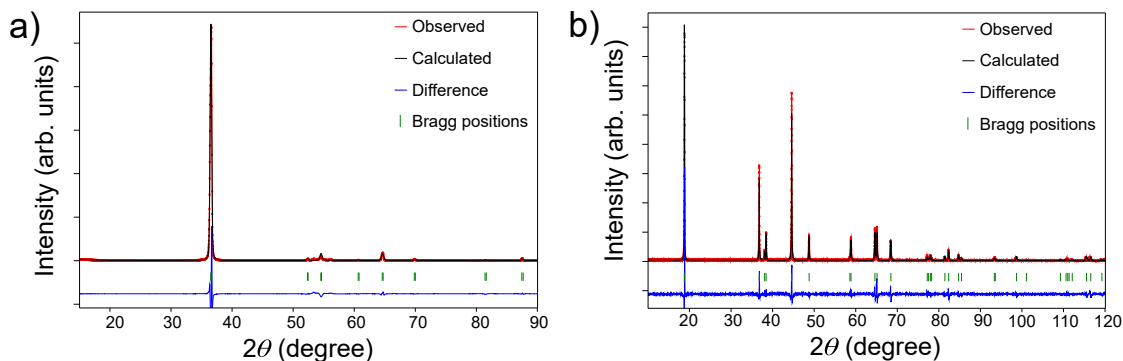 a)
Intensity (arb. units)
Observed
Calculated
Difference
Bragg positions
20 30 40 50 60 70 80 90
2θ (degree)
b)
Intensity (arb. units)
Observed
Calculated
Difference
Bragg positions
20 30 40 50 60 70 80 90 100 110 120
2θ (degree)